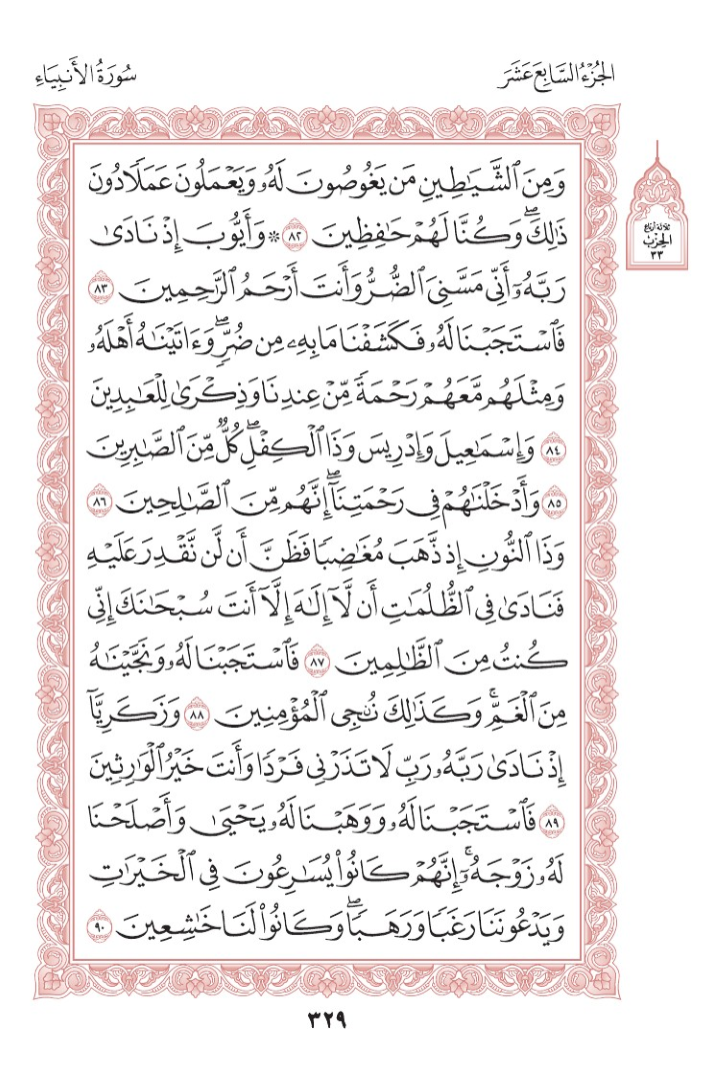 الجُزْءُ السَّابِعَ عَشَرَ
سُورَةُ الأَنبِيَاءِ
ثلاثة أرباع
الحِزْب
٣٣
وَمِنَ ٱلشَّيَٰطِينِ مَن يَغُوصُونَ لَهُۥ وَيَعْمَلُونَ عَمَلًا دُونَ
ذَٰلِكَۖ وَكُنَّا لَهُمْ حَٰفِظِينَ ٨٢ ۞ وَأَيُّوبَ إِذْ نَادَىٰ
رَبَّهُۥٓ أَنِّي مَسَّنِيَ ٱلضُّرُّ وَأَنتَ أَرْحَمُ ٱلرَّٰحِمِينَ ٨٣
فَٱسْتَجَبْنَا لَهُۥ فَكَشَفْنَا مَا بِهِۦ مِن ضُرٍّۖ وَءَاتَيْنَٰهُ أَهْلَهُۥ
وَمِثْلَهُم مَّعَهُمْ رَحْمَةً مِّنْ عِندِنَا وَذِكْرَىٰ لِلْعَٰبِدِينَ
٨٤ وَإِسْمَٰعِيلَ وَإِدْرِيسَ وَذَا ٱلْكِفْلِۖ كُلٌّ مِّنَ ٱلصَّٰبِرِينَ
٨٥ وَأَدْخَلْنَٰهُمْ فِي رَحْمَتِنَآۖ إِنَّهُم مِّنَ ٱلصَّٰلِحِينَ ٨٦
وَذَا ٱلنُّونِ إِذ ذَّهَبَ مُغَٰضِبًا فَظَنَّ أَن لَّن نَّقْدِرَ عَلَيْهِ
فَنَادَىٰ فِي ٱلظُّلُمَٰتِ أَن لَّآ إِلَٰهَ إِلَّآ أَنتَ سُبْحَٰنَكَ إِنِّي
كُنتُ مِنَ ٱلظَّٰلِمِينَ ٨٧ فَٱسْتَجَبْنَا لَهُۥ وَنَجَّيْنَٰهُ
مِنَ ٱلْغَمِّۚ وَكَذَٰلِكَ نُۨجِي ٱلْمُؤْمِنِينَ ٨٨ وَزَكَرِيَّآ
إِذْ نَادَىٰ رَبَّهُۥ رَبِّ لَا تَذَرْنِي فَرْدًا وَأَنتَ خَيْرُ ٱلْوَٰرِثِينَ
٨٩ فَٱسْتَجَبْنَا لَهُۥ وَوَهَبْنَا لَهُۥ يَحْيَىٰ وَأَصْلَحْنَا
لَهُۥ زَوْجَهُۥٓۚ إِنَّهُمْ كَانُوا۟ يُسَٰرِعُونَ فِي ٱلْخَيْرَٰتِ
وَيَدْعُونَنَا رَغَبًا وَرَهَبًاۖ وَكَانُوا۟ لَنَا خَٰشِعِينَ ٩٠
٣٢٩